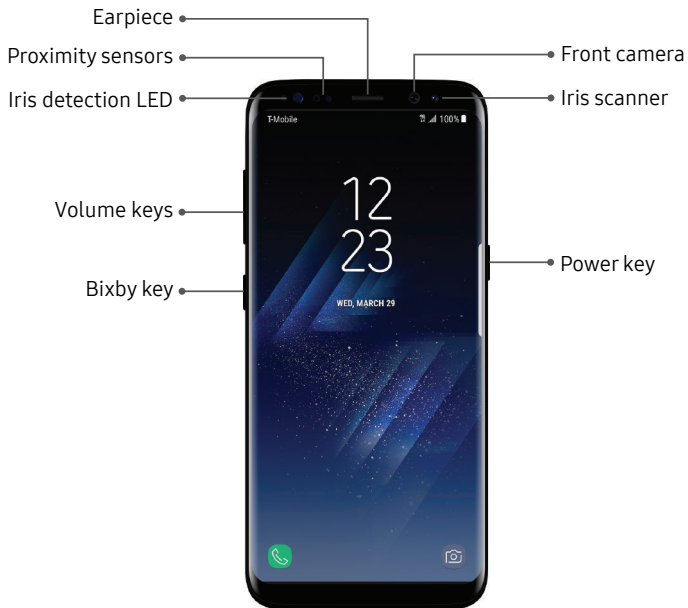 Earpiece
Proximity sensors
Front camera
Iris detection LED
Iris scanner
T-Mobile 100%
12
23
Volume keys
Power key
Bixby key
WED, MARCH 29